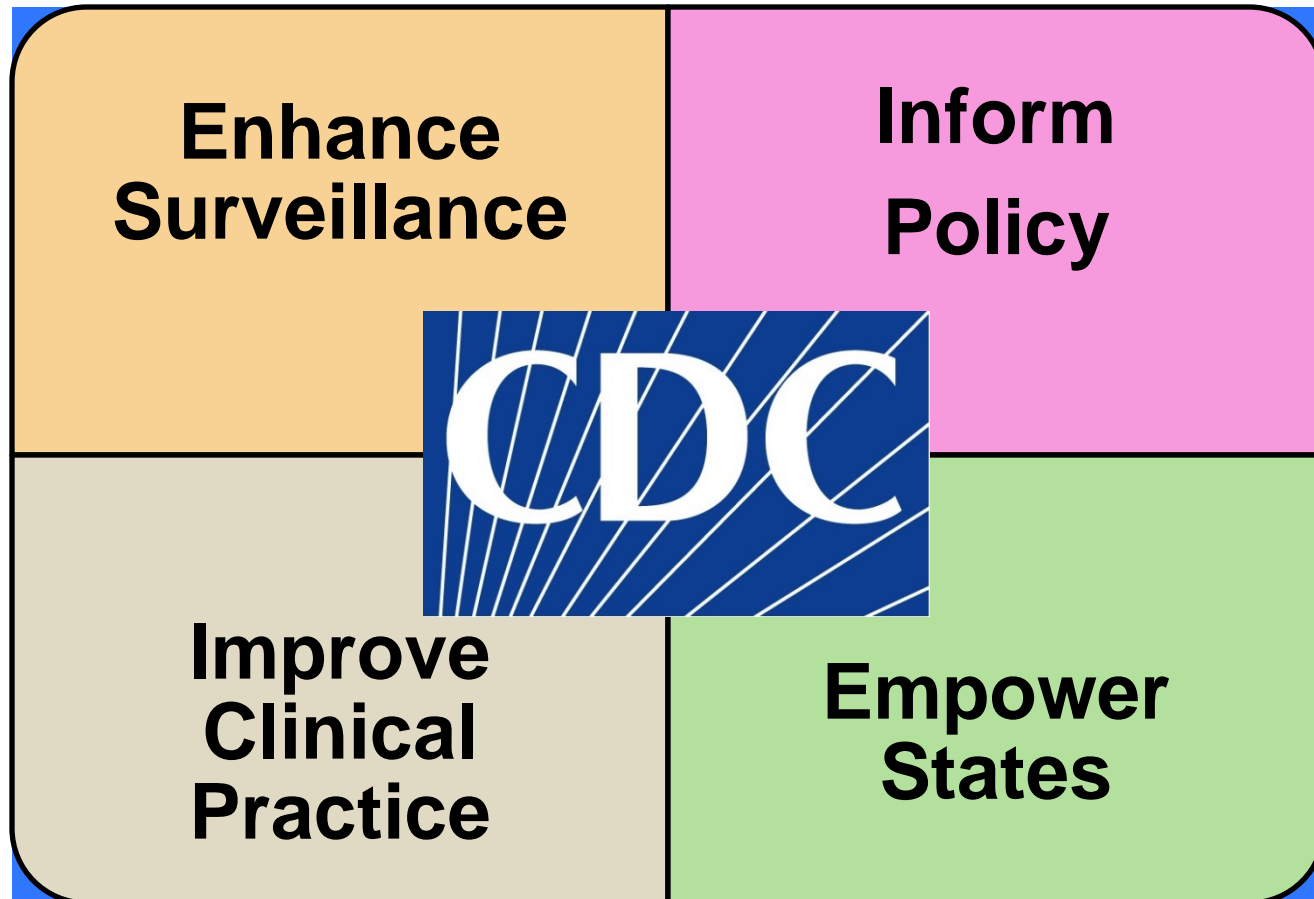 Enhance
Surveillance
Inform
Policy
CDC
Improve
Clinical
Practice
Empower
States